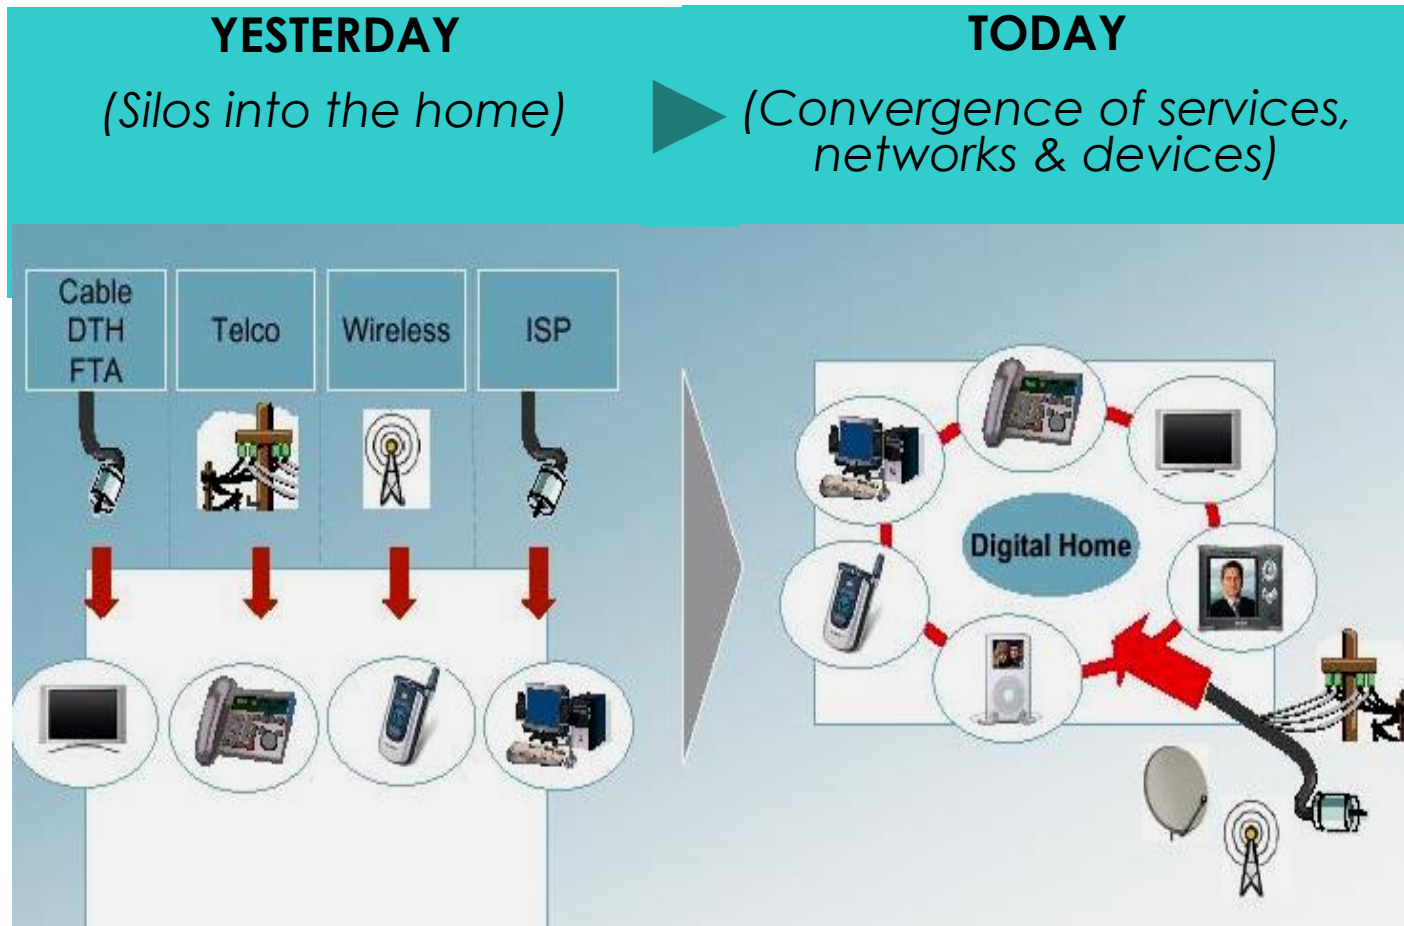 YESTERDAY
(Silos into the home)
TODAY
(Convergence of services,
networks & devices)
Cable
DTH
FTA
Telco
Wireless
ISP
Digital Home